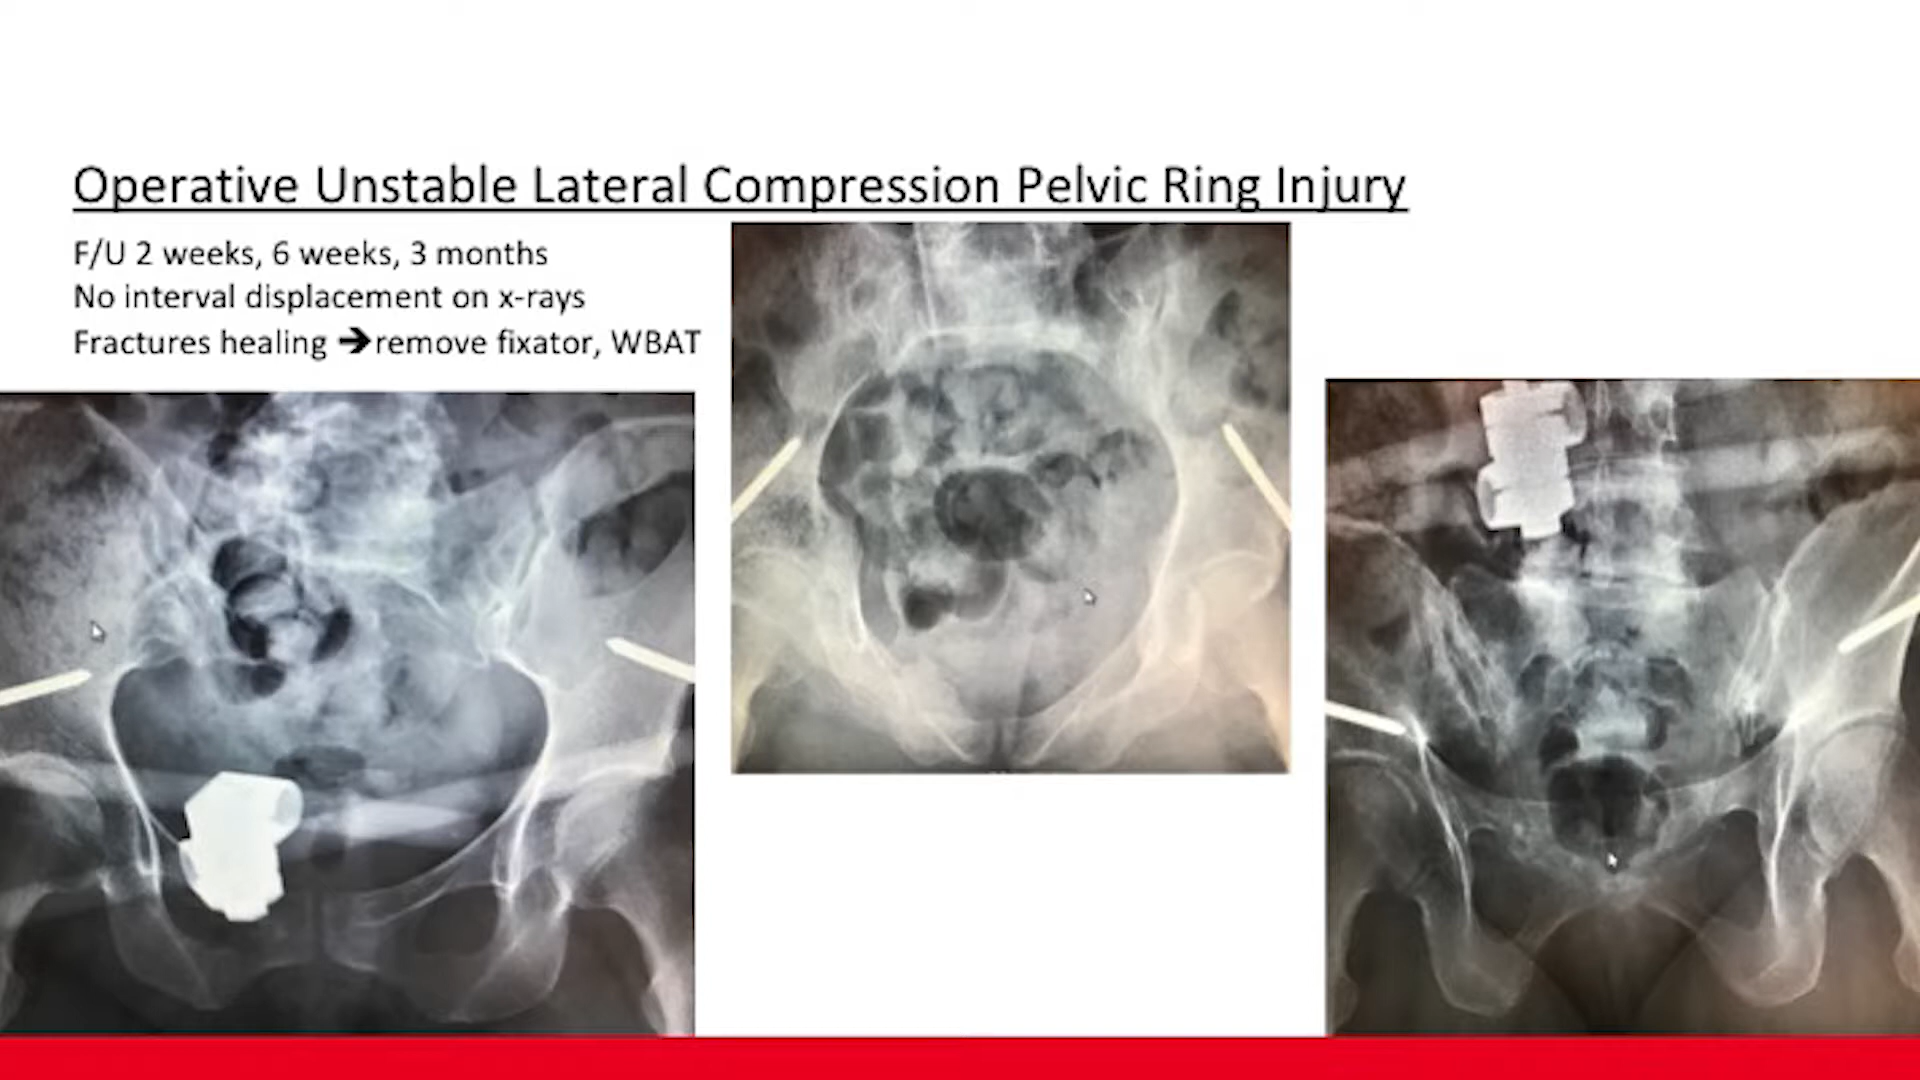 Operative Unstable Lateral Compression Pelvic Ring Injury
F/U 2 weeks, 6 weeks, 3 months
No interval displacement on x-rays
Fractures healing ➔remove fixator, WBAT